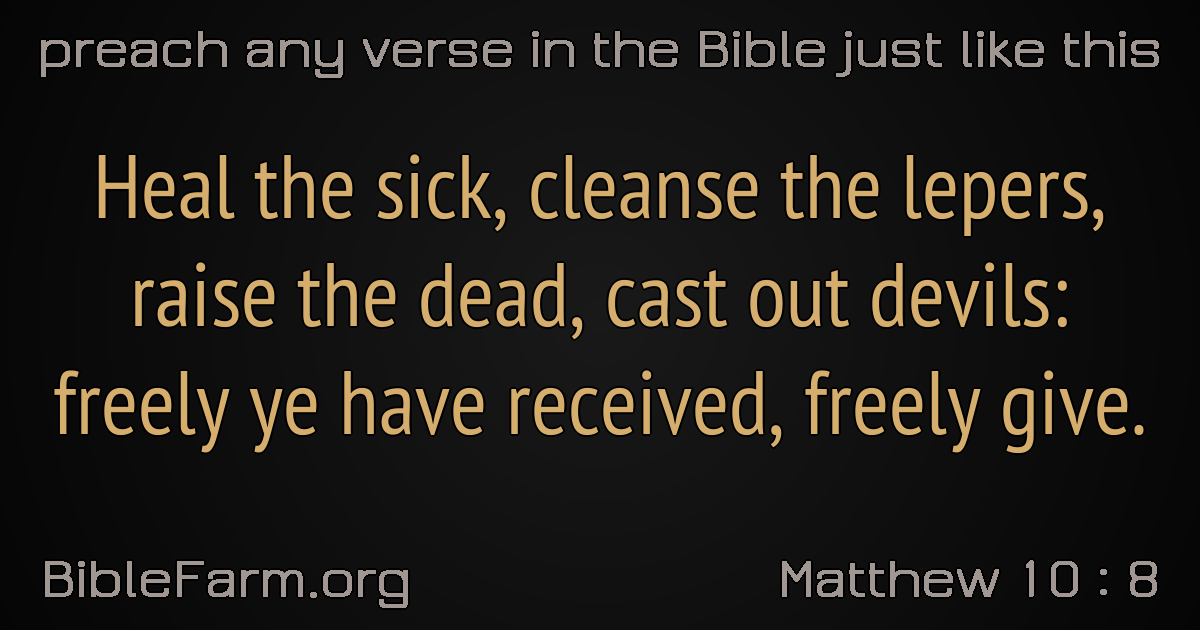 preach any verse in the Bible just like this
Heal the sick, cleanse the lepers,
raise the dead, cast out devils:
freely ye have received, freely give.
BibleFarm.org
Matthew 10 : 8